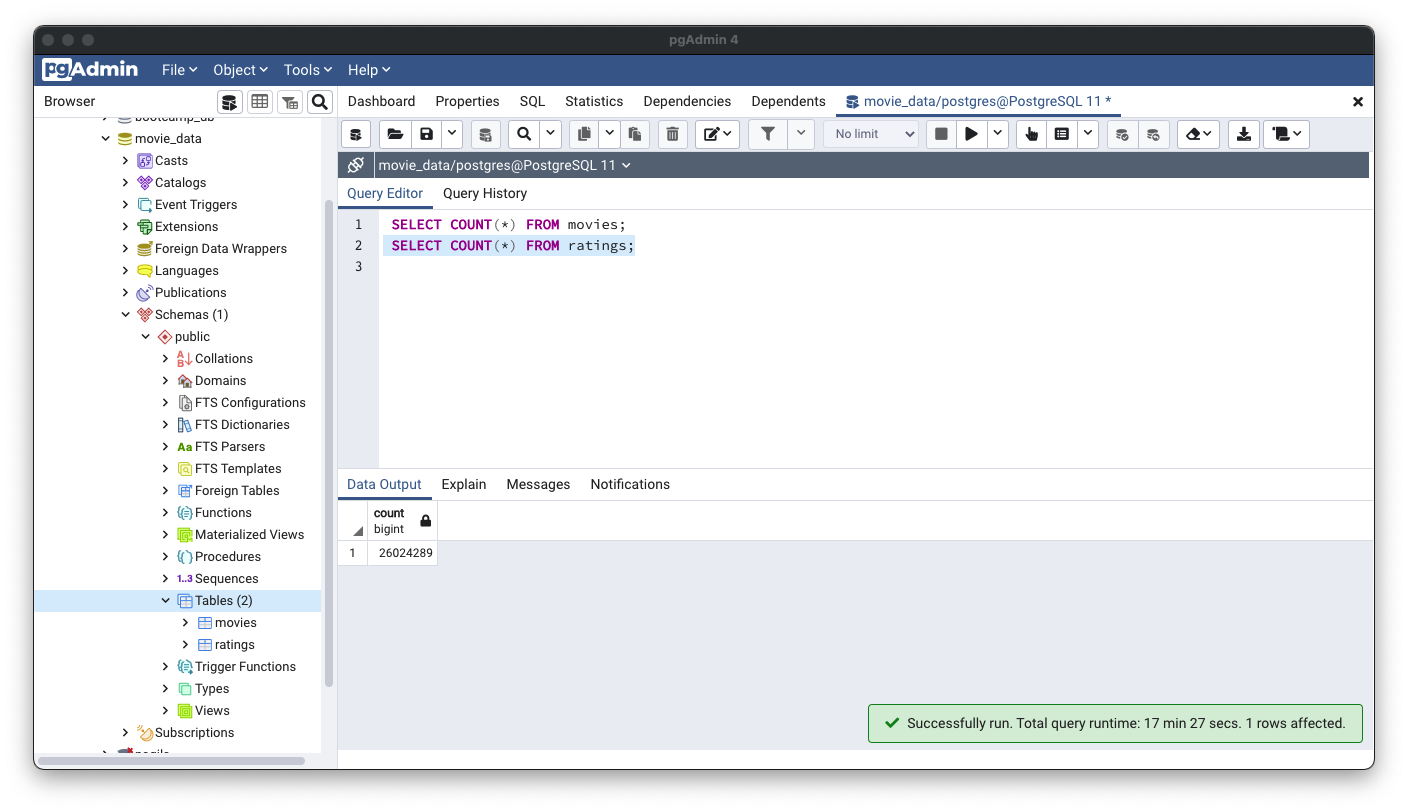 pgAdmin 4
pgAdmin File Object Tools Help
Browser
Dashboard Properties SQL Statistics Dependencies Dependents movie_data/postgres@PostgreSQL 11 *
No limit
movie_data/postgres@PostgreSQL 11
Query Editor Query History
1 SELECT COUNT(*) FROM movies;
2 SELECT COUNT(*) FROM ratings;
3
bootcamp_db
movie_data
Casts
Catalogs
Event Triggers
Extensions
Foreign Data Wrappers
Languages
Publications
Schemas (1)
public
Collations
Domains
FTS Configurations
FTS Dictionaries
Aa FTS Parsers
FTS Templates
Foreign Tables
Functions
Materialized Views
Procedures
1..3 Sequences
Tables (2)
movies
ratings
Trigger Functions
Types
Views
Subscriptions
Data Output Explain Messages Notifications
count
bigint
1 26024289
Successfully run. Total query runtime: 17 min 27 secs. 1 rows affected.